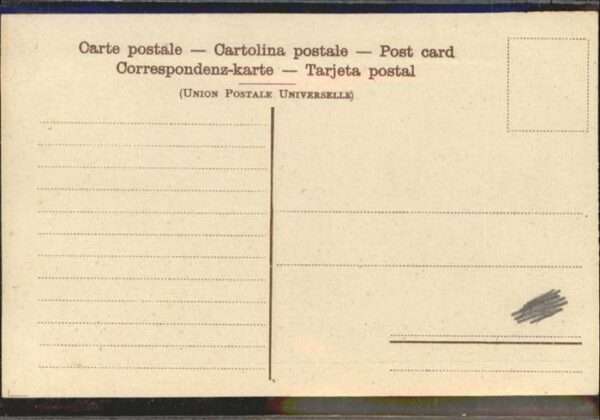 Carte postale — Cartolina postale — Post card
Correspondenz-karte — Tarjeta postal
(Union Postale Universelle)